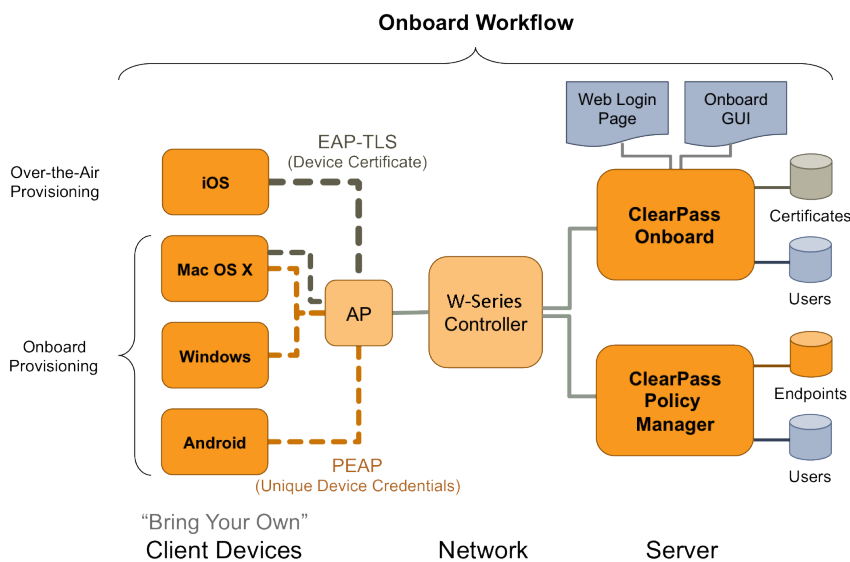 Onboard Workflow
Web Login
Page
Onboard
GUI
EAP-TLS
(Device Certificate)
Over-the-Air
Provisioning
iOS
ClearPass
Onboard
Certificates
Mac OS X
Users
AP
W-Series
Controller
Onboard
Provisioning
Windows
ClearPass
Policy
Manager
Endpoints
Android
PEAP
(Unique Device Credentials)
Users
“Bring Your Own”
Client Devices
Network
Server